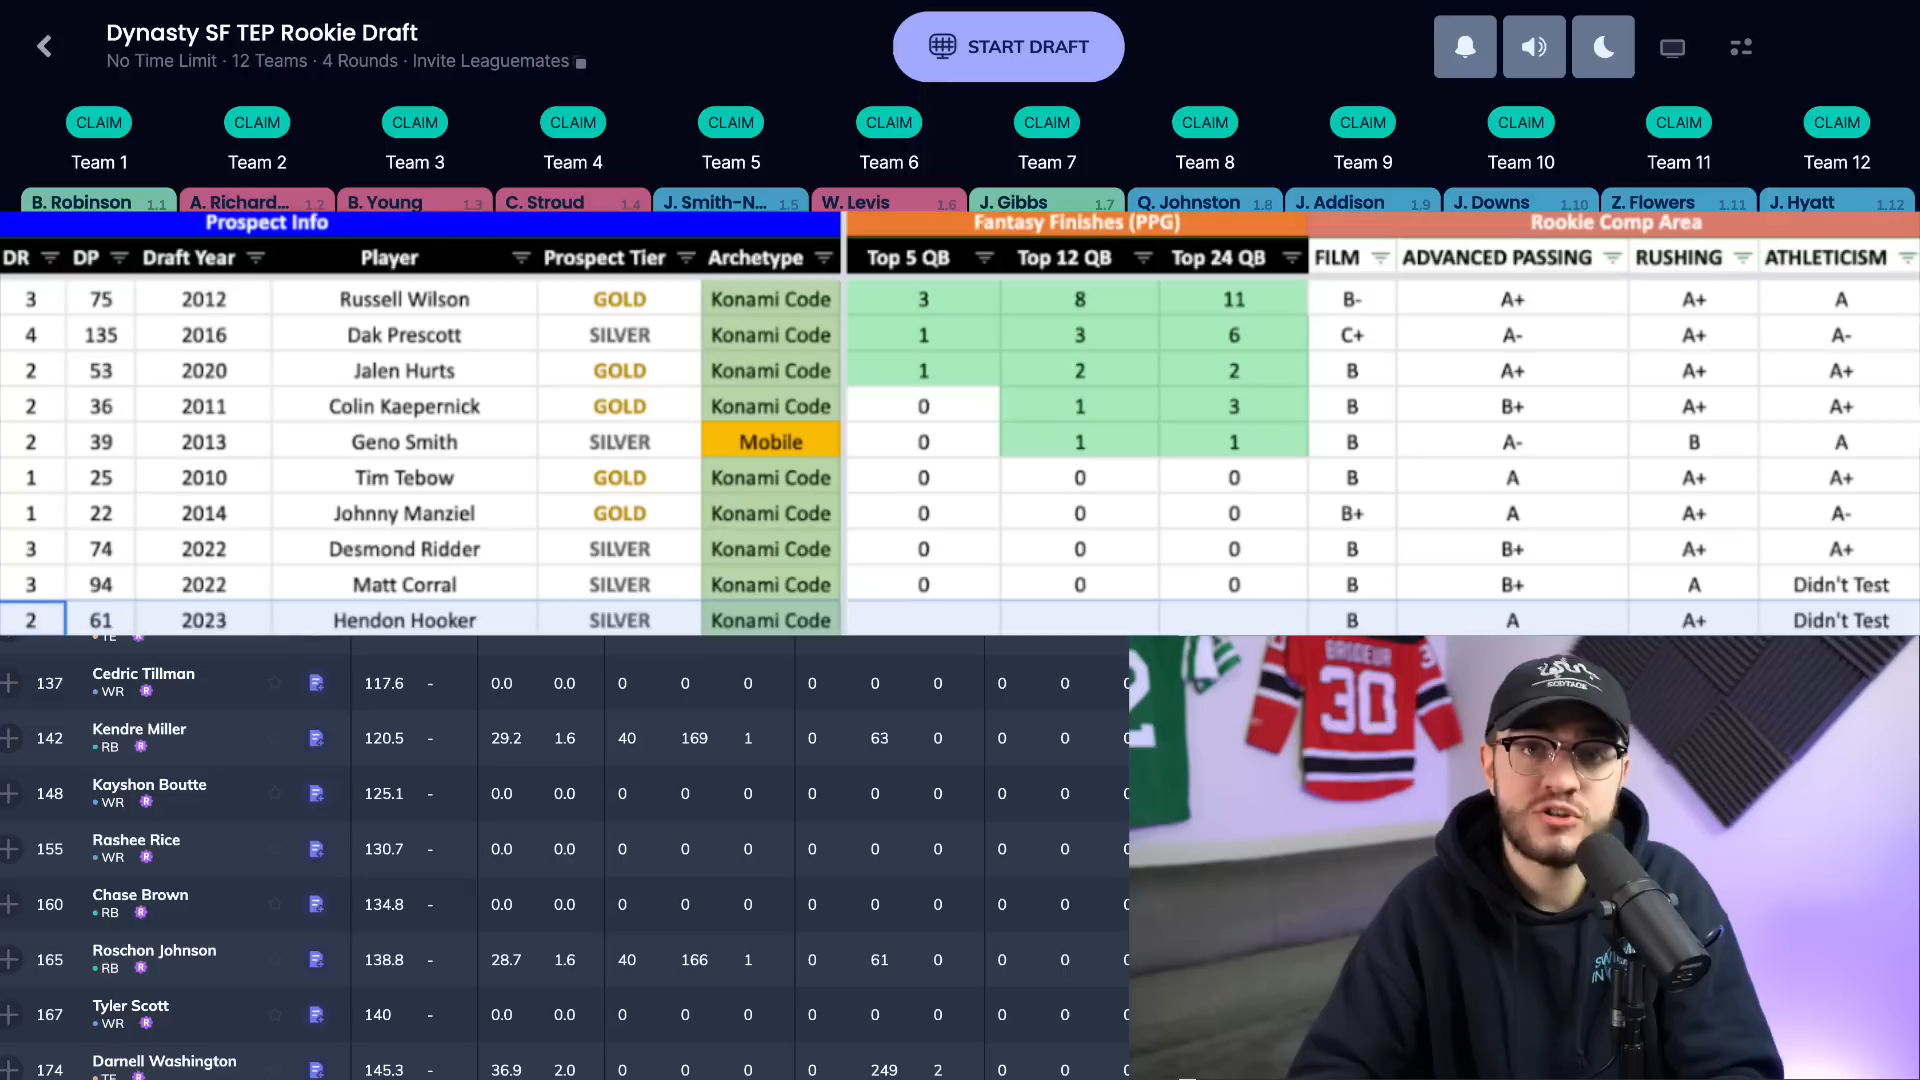 Dynasty SF TEP Rookie Draft
No Time Limit · 12 Teams · 4 Rounds · Invite Leaguemates
START DRAFT
CLAIM CLAIM CLAIM CLAIM CLAIM CLAIM CLAIM CLAIM CLAIM CLAIM CLAIM CLAIM
Team 1 Team 2 Team 3 Team 4 Team 5 Team 6 Team 7 Team 8 Team 9 Team 10 Team 11 Team 12
B. Robinson 1.1 A. Richard... 1.2 B. Young 1.3 C. Stroud 1.4 J. Smith-N... 1.5 W. Levis 1.6 J. Gibbs 1.7 Q. Johnston 1.8 J. Addison 1.9 J. Downs 1.10 Z. Flowers 1.11 J. Hyatt 1.12
Prospect Info Fantasy Finishes (PPG) Rookie Comp Area
DR DP Draft Year Player Prospect Tier Archetype Top 5 QB Top 12 QB Top 24 QB FILM ADVANCED PASSING RUSHING ATHLETICISM
3 75 2012 Russell Wilson GOLD Konami Code 3 8 11 B- A+ A+ A
4 135 2016 Dak Prescott SILVER Konami Code 1 3 6 C+ A- A+ A-
2 53 2020 Jalen Hurts GOLD Konami Code 1 2 2 B A+ A+ A+
2 36 2011 Colin Kaepernick GOLD Konami Code 0 1 3 B B+ A+ A+
2 39 2013 Geno Smith SILVER Mobile 0 1 1 B A- B A
1 25 2010 Tim Tebow GOLD Konami Code 0 0 0 B A A+ A+
1 22 2014 Johnny Manziel GOLD Konami Code 0 0 0 B+ A A+ A-
3 74 2022 Desmond Ridder SILVER Konami Code 0 0 0 B B+ A+ A+
3 94 2022 Matt Corral SILVER Konami Code 0 0 0 B B+ A Didn't Test
2 61 2023 Hendon Hooker SILVER Konami Code B A A+ Didn't Test
TE R
137 Cedric Tillman 117.6 - 0.0 0.0 0 0 0 0 0 0 0
WR R
142 Kendre Miller 120.5 - 29.2 1.6 40 169 1 0 63 0 0 0
RB R
148 Kayshon Boutte 125.1 - 0.0 0.0 0 0 0 0 0 0 0 0
WR R
155 Rashee Rice 130.7 - 0.0 0.0 0 0 0 0 0 0 0 0
WR R
160 Chase Brown 134.8 - 0.0 0.0 0 0 0 0 0 0 0 0
RB R
165 Roschon Johnson 138.8 - 28.7 1.6 40 166 1 0 61 0 0 0
RB R
167 Tyler Scott 140 - 0.0 0.0 0 0 0 0 0 0 0 0
WR R
174 Darnell Washington 145.3 - 36.9 2.0 0 0 0 0 249 2 0 0
TE R
BRODEUR
30
30
2